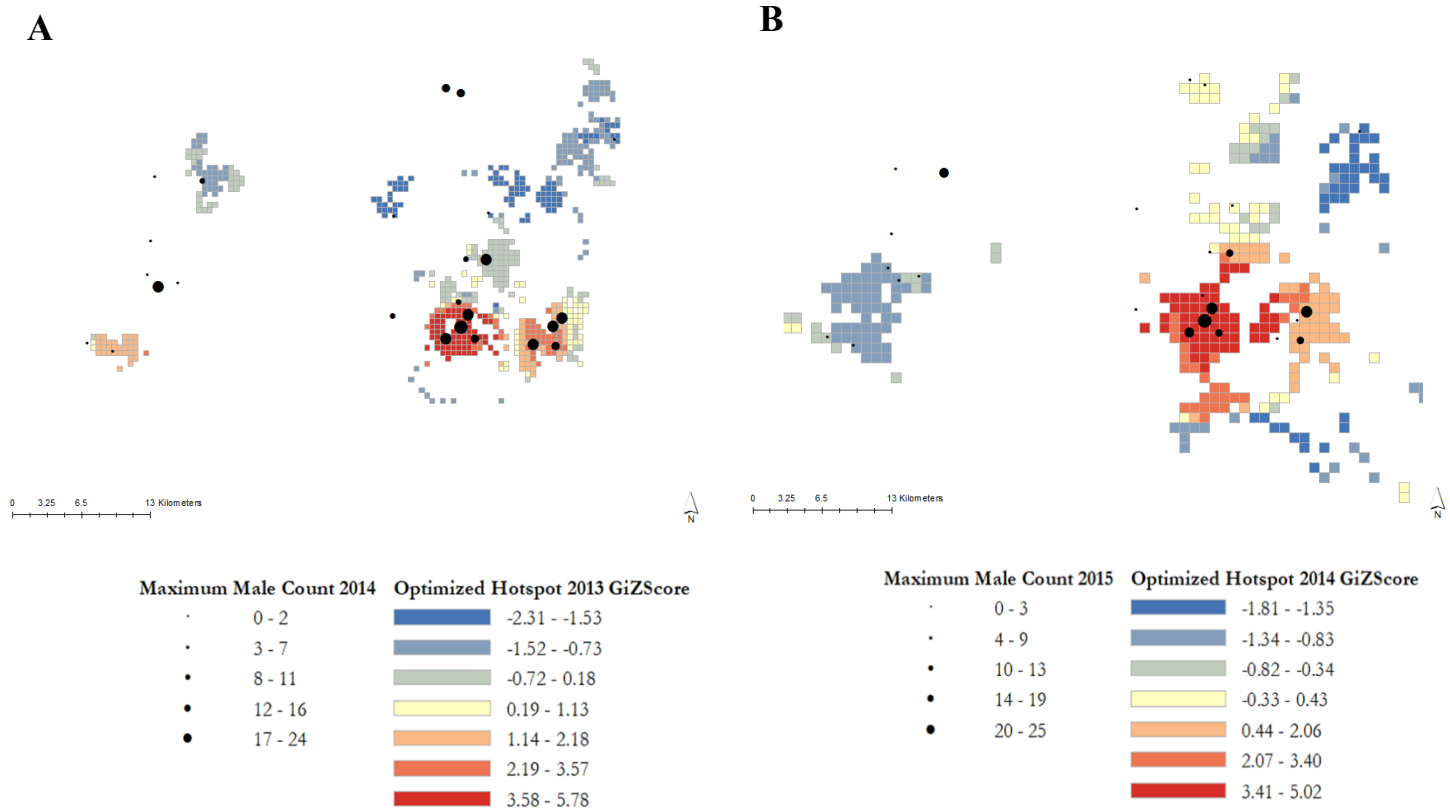 A
B
0 3.25 6.5 13 Kilometers
N
0 3.25 6.5 13 Kilometers
N
Maximum Male Count 2014
0 - 2
3 - 7
8 - 11
12 - 16
17 - 24
Optimized Hotspot 2013 GiZScore
-2.31 - -1.53
-1.52 - -0.73
-0.72 - 0.18
0.19 - 1.13
1.14 - 2.18
2.19 - 3.57
3.58 - 5.78
Maximum Male Count 2015
0 - 3
4 - 9
10 - 13
14 - 19
20 - 25
Optimized Hotspot 2014 GiZScore
-1.81 - -1.35
-1.34 - -0.83
-0.82 - -0.34
-0.33 - 0.43
0.44 - 2.06
2.07 - 3.40
3.41 - 5.02